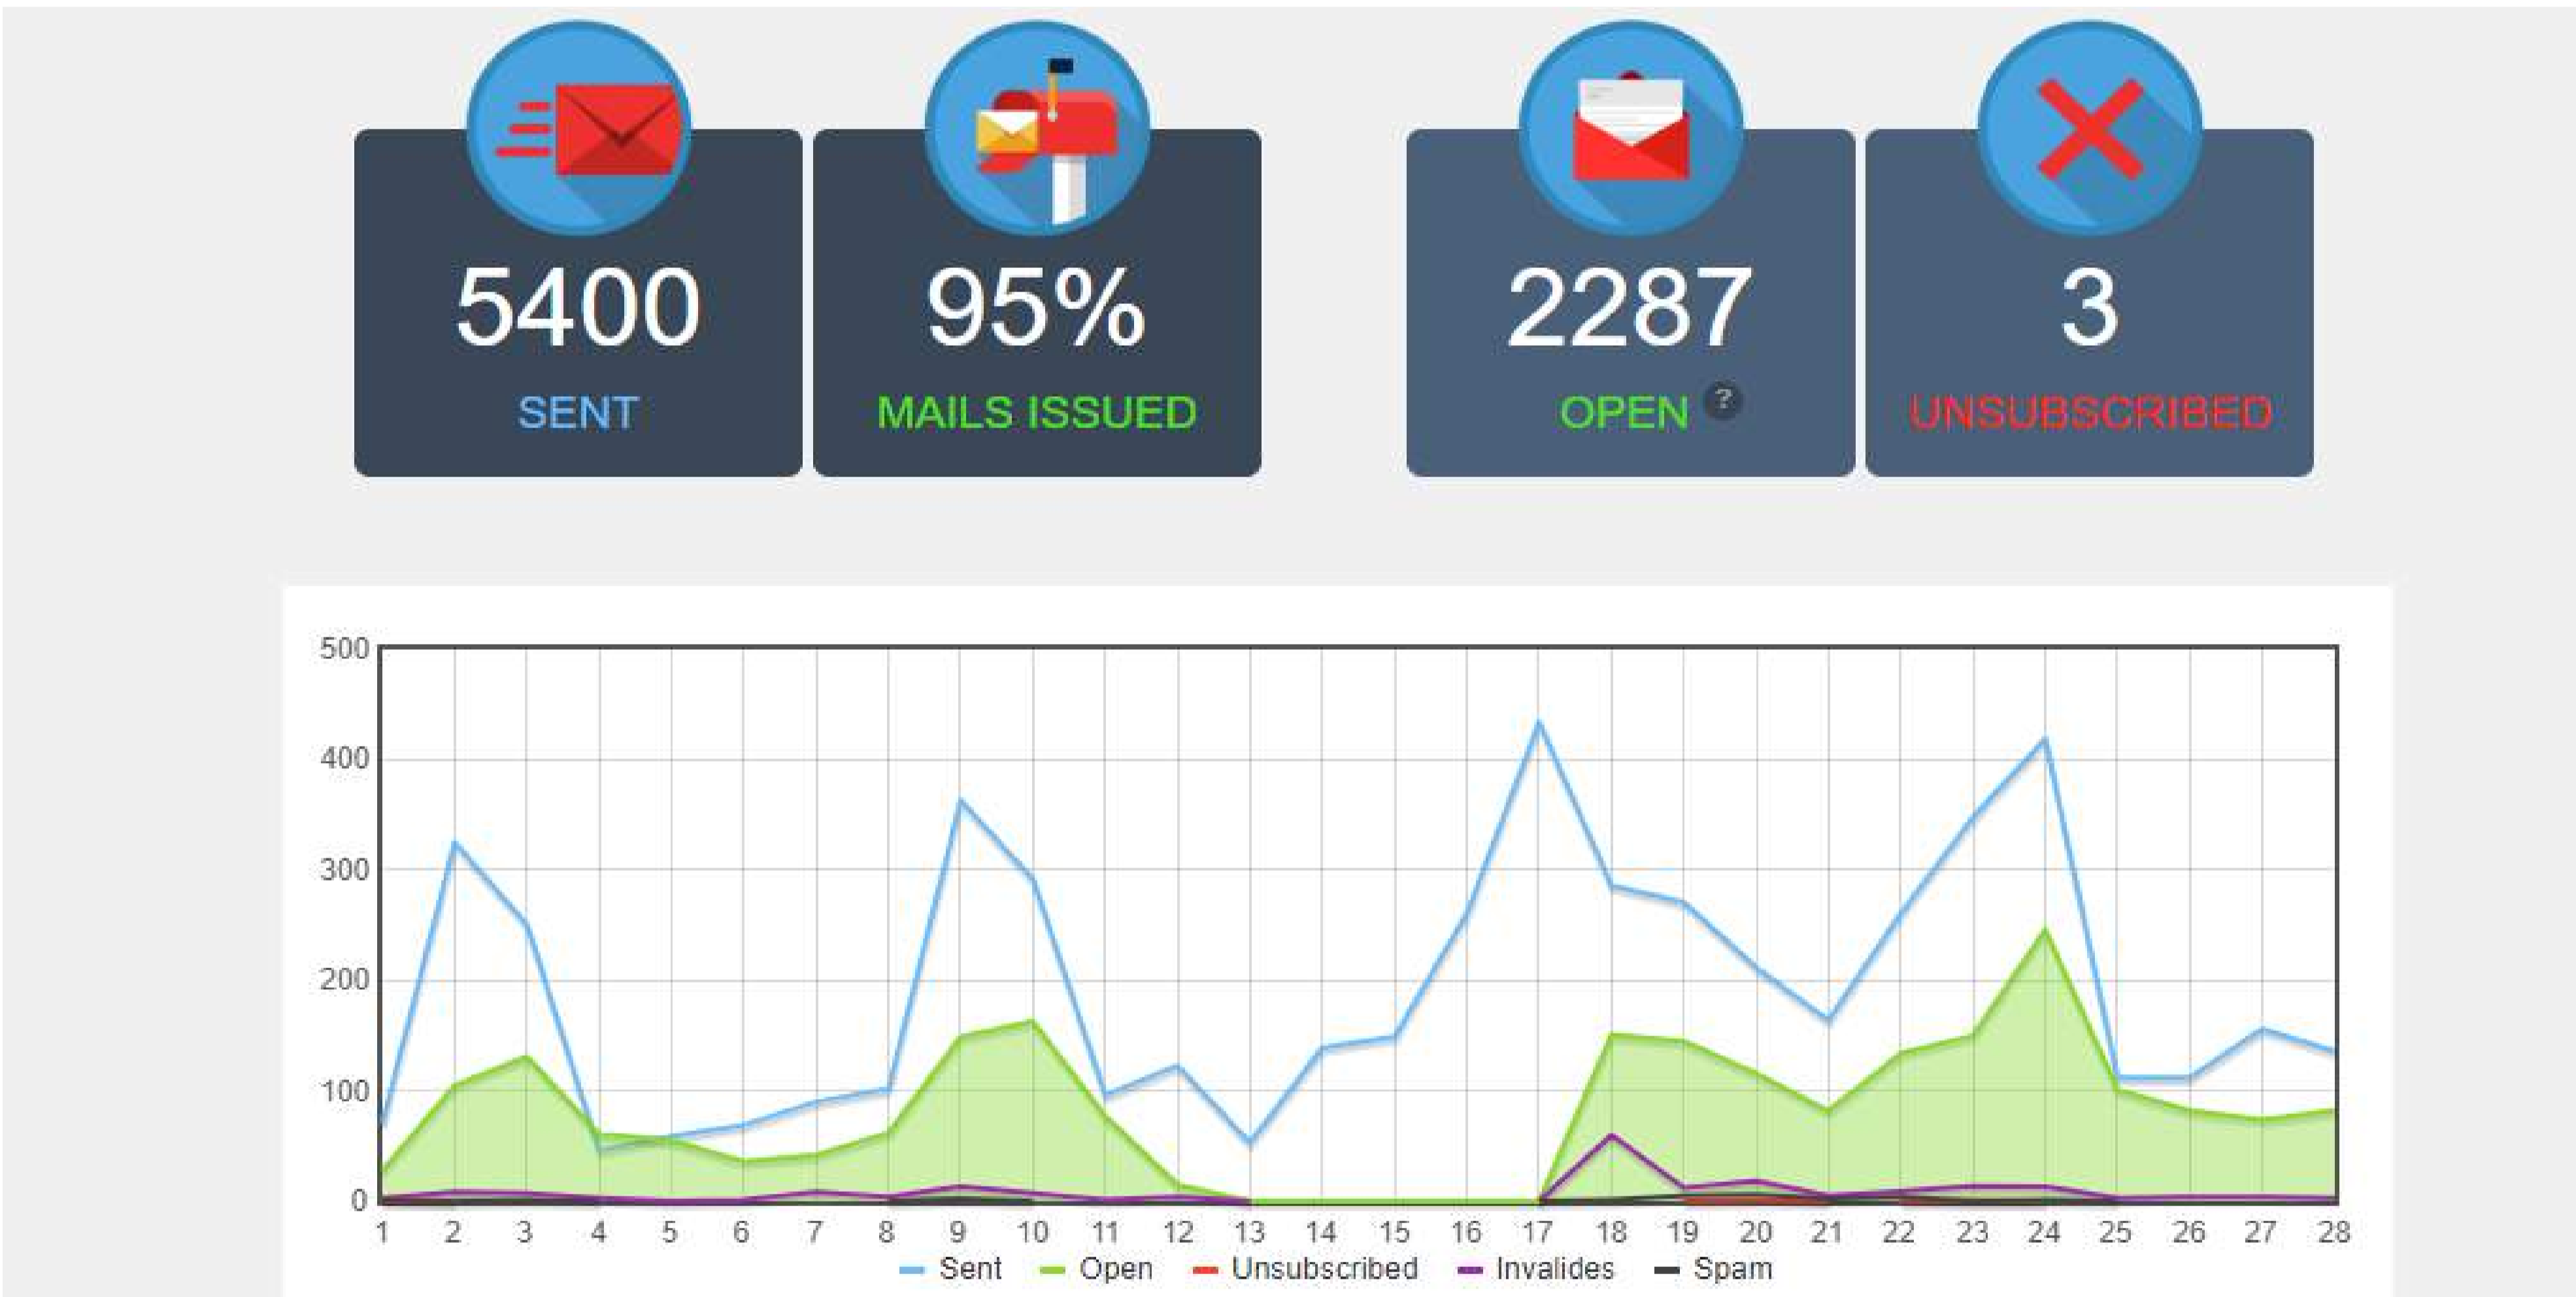 5400 95% 2287 3
SENT MAILS ISSUED OPEN ? UNSUBSCRIBED
500
400
300
200
100
0
1 2 3 4 5 6 7 8 9 10 11 12 13 14 15 16 17 18 19 20 21 22 23 24 25 26 27 28
Sent Open Unsubscribed Invalides Spam